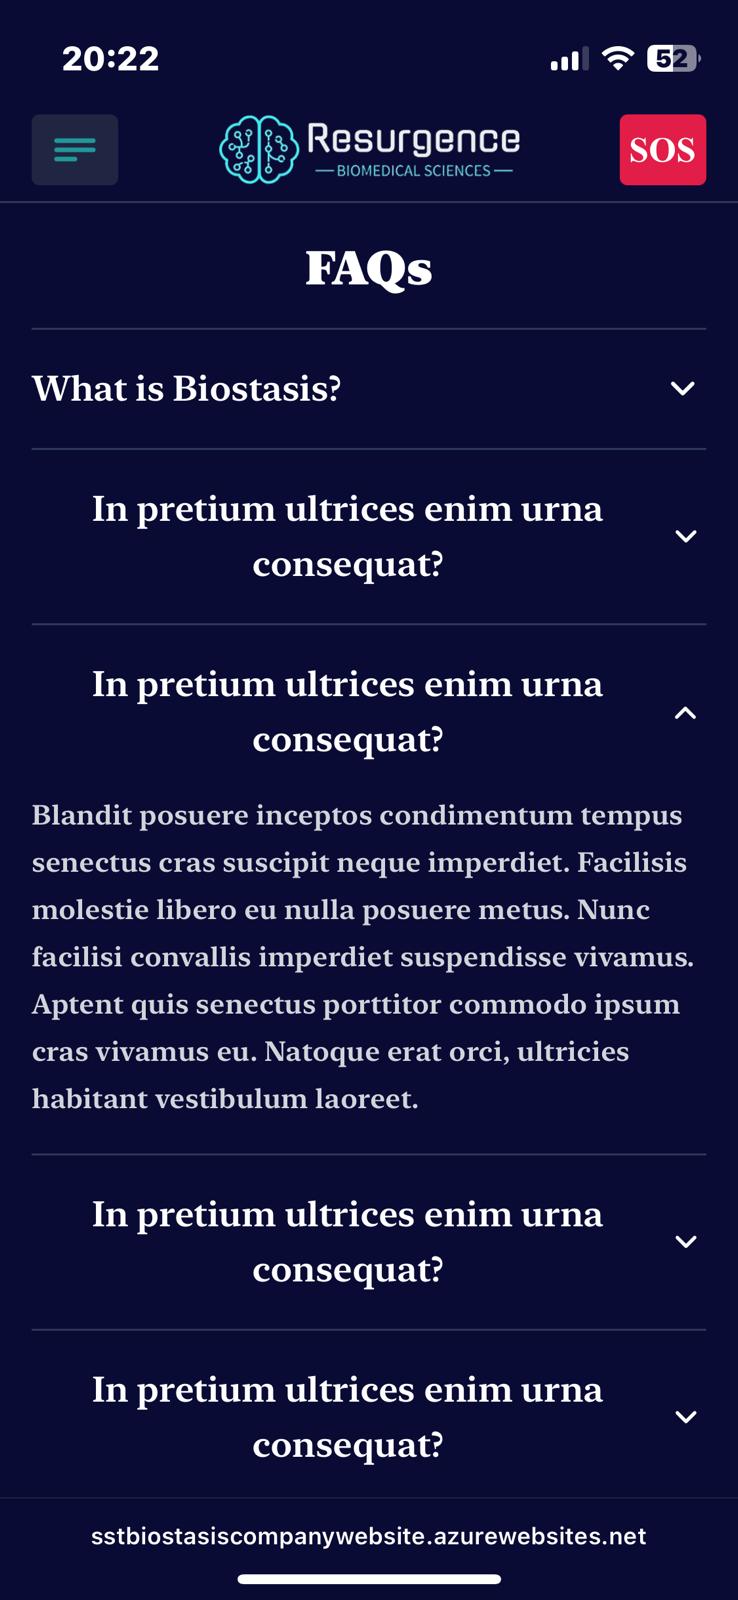 20:22
52
Resurgence
BIOMEDICAL SCIENCES
SOS
FAQs
What is Biostasis?
In pretium ultrices enim urna
consequat?
In pretium ultrices enim urna
consequat?
Blandit posuere inceptos condimentum tempus
senectus cras suscipit neque imperdiet. Facilisis
molestie libero eu nulla posuere metus. Nunc
facilisi convallis imperdiet suspendisse vivamus.
Aptent quis senectus porttitor commodo ipsum
cras vivamus eu. Natoque erat orci, ultricies
habitant vestibulum laoreet.
In pretium ultrices enim urna
consequat?
In pretium ultrices enim urna
consequat?
sstbiostasiscompanywebsite.azurewebsites.net